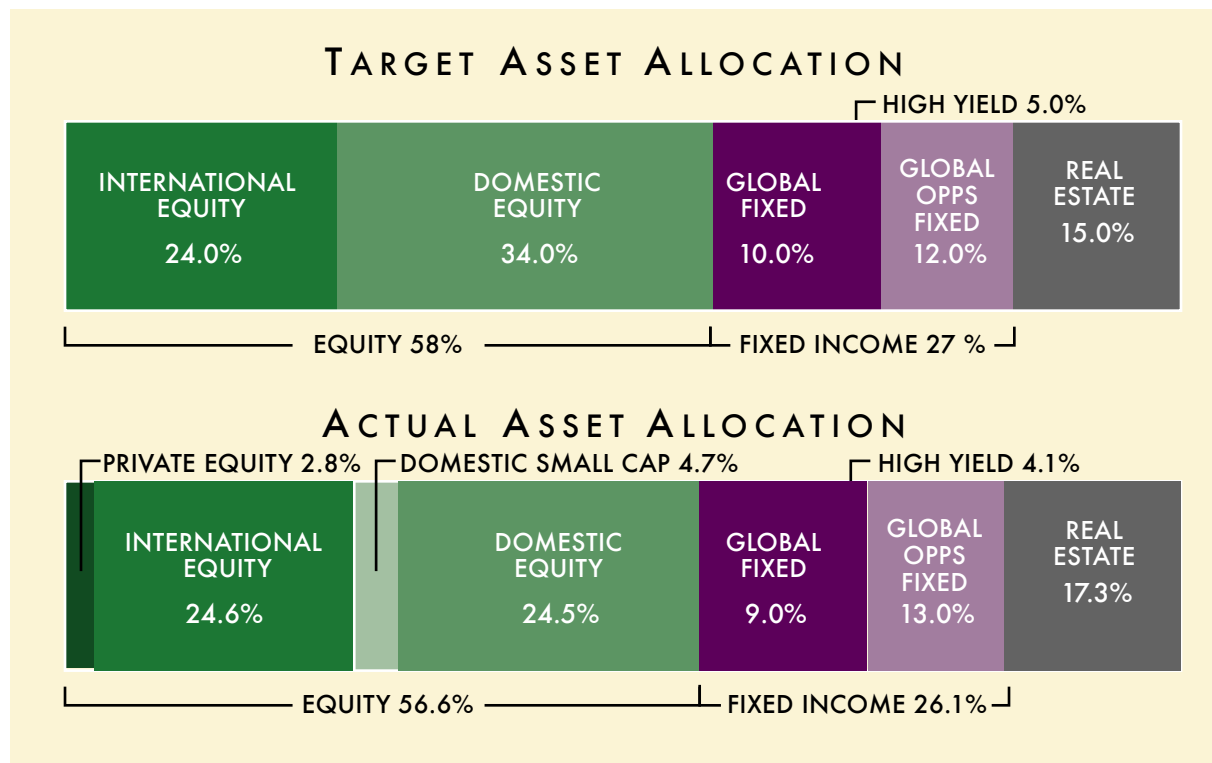 TARGET ASSET ALLOCATION
HIGH YIELD 5.0%
INTERNATIONAL
EQUITY
24.0%
DOMESTIC
EQUITY
34.0%
GLOBAL
FIXED
10.0%
GLOBAL
OPPS
FIXED
12.0%
REAL
ESTATE
15.0%
EQUITY 58%
FIXED INCOME 27 %
ACTUAL ASSET ALLOCATION
PRIVATE EQUITY 2.8%
DOMESTIC SMALL CAP 4.7%
HIGH YIELD 4.1%
INTERNATIONAL
EQUITY
24.6%
DOMESTIC
EQUITY
24.5%
GLOBAL
FIXED
9.0%
GLOBAL
OPPS
FIXED
13.0%
REAL
ESTATE
17.3%
EQUITY 56.6%
FIXED INCOME 26.1%